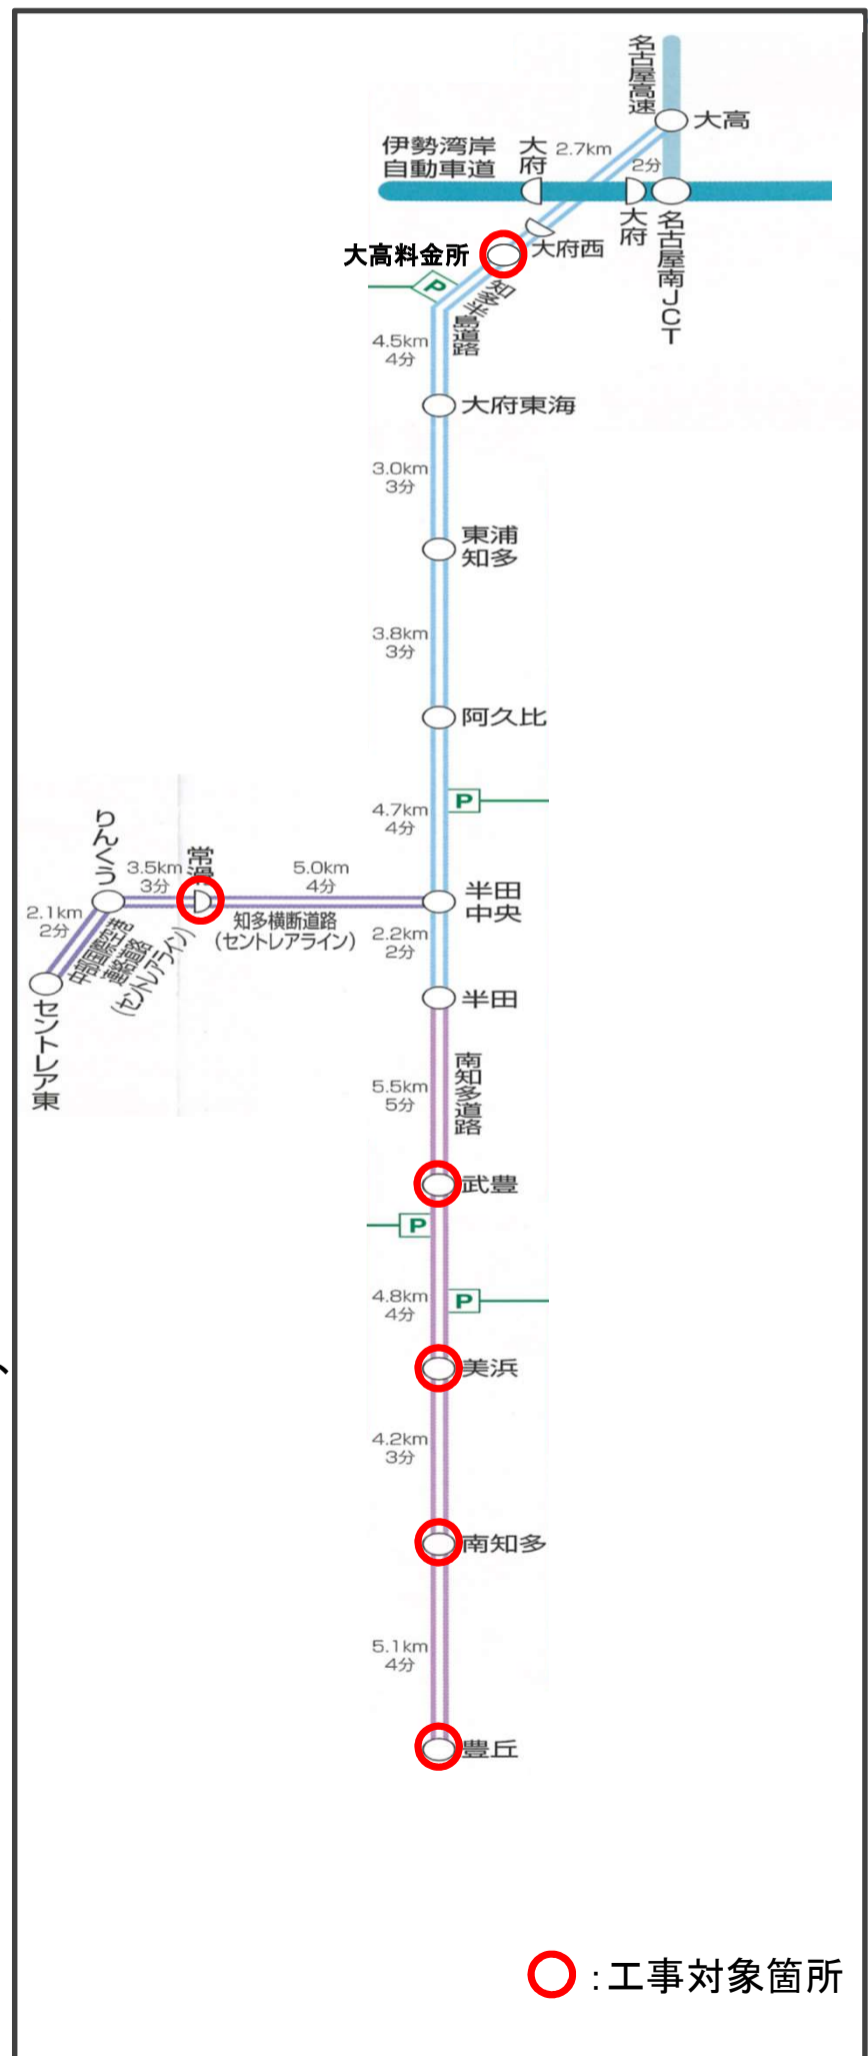 名古屋高速
大高
伊勢湾岸
自動車道
大府
2.7km
2分
大府
名古屋南JCT
大府西
大高料金所
P
知多半島道路
4.5km
4分
大府東海
3.0km
3分
東浦
知多
3.8km
3分
阿久比
4.7km
4分
P
りんくう
3.5km
3分
常滑
5.0km
4分
半田
中央
2.1km
2分
中部国際空港
連絡道路
(セントレアライン)
知多横断道路
(セントレアライン)
2.2km
2分
セントレア東
半田
5.5km
5分
南知多道路
武豊
P
4.8km
4分
P
美浜
4.2km
3分
南知多
5.1km
4分
豊丘
:工事対象箇所